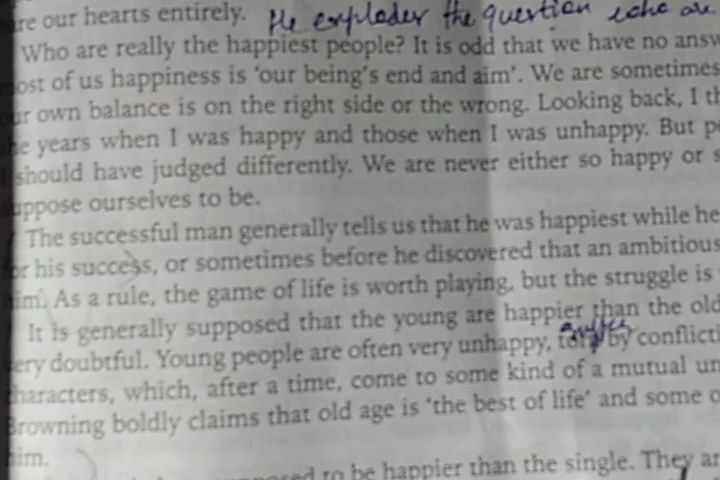 are our hearts entirely. He explodes the question who are
Who are really the happiest people? It is odd that we have no answ
ost of us happiness is 'our being's end and aim'. We are sometimes
ur own balance is on the right side or the wrong. Looking back, I th
he years when I was happy and those when I was unhappy. But p
should have judged differently. We are never either so happy or s
uppose ourselves to be.
The successful man generally tells us that he was happiest while he
or his success, or sometimes before he discovered that an ambitious
im. As a rule, the game of life is worth playing, but the struggle is
It is generally supposed that the young are happier than the old
ery doubtful. Young people are often very unhappy, torn by conflicti
haracters, which, after a time, come to some kind of a mutual un
Browning boldly claims that old age is 'the best of life' and some o
him.
to be happier than the single. They ar